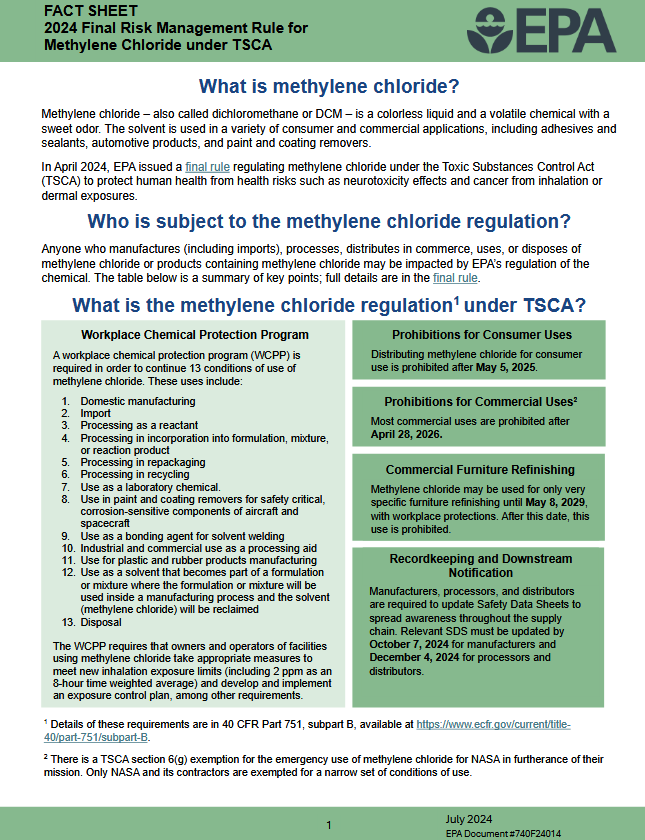 FACT SHEET
2024 Final Risk Management Rule for
Methylene Chloride under TSCA
EPA
What is methylene chloride?
Methylene chloride – also called dichloromethane or DCM – is a colorless liquid and a volatile chemical with a
sweet odor. The solvent is used in a variety of consumer and commercial applications, including adhesives and
sealants, automotive products, and paint and coating removers.
In April 2024, EPA issued a final rule regulating methylene chloride under the Toxic Substances Control Act
(TSCA) to protect human health from health risks such as neurotoxicity effects and cancer from inhalation or
dermal exposures.
Who is subject to the methylene chloride regulation?
Anyone who manufactures (including imports), processes, distributes in commerce, uses, or disposes of
methylene chloride or products containing methylene chloride may be impacted by EPA's regulation of the
chemical. The table below is a summary of key points; full details are in the final rule.
What is the methylene chloride regulation¹ under TSCA?
Workplace Chemical Protection Program
A workplace chemical protection program (WCPP) is
required in order to continue 13 conditions of use of
methylene chloride. These uses include:
1. Domestic manufacturing
2. Import
3. Processing as a reactant
4. Processing in incorporation into formulation, mixture,
or reaction product
5. Processing in repackaging
6. Processing in recycling
7. Use as a laboratory chemical.
8. Use in paint and coating removers for safety critical,
corrosion-sensitive components of aircraft and
spacecraft
9. Use as a bonding agent for solvent welding
10. Industrial and commercial use as a processing aid
11. Use for plastic and rubber products manufacturing
12. Use as a solvent that becomes part of a formulation
or mixture where the formulation or mixture will be
used inside a manufacturing process and the solvent
(methylene chloride) will be reclaimed
13. Disposal
The WCPP requires that owners and operators of facilities
using methylene chloride take appropriate measures to
meet new inhalation exposure limits (including 2 ppm as an
8-hour time weighted average) and develop and implement
an exposure control plan, among other requirements.
Prohibitions for Consumer Uses
Distributing methylene chloride for consumer
use is prohibited after May 5, 2025.
Prohibitions for Commercial Uses²
Most commercial uses are prohibited after
April 28, 2026.
Commercial Furniture Refinishing
Methylene chloride may be used for only very
specific furniture refinishing until May 8, 2029,
with workplace protections. After this date, this
use is prohibited.
Recordkeeping and Downstream
Notification
Manufacturers, processors, and distributors
are required to update Safety Data Sheets to
spread awareness throughout the supply
chain. Relevant SDS must be updated by
October 7, 2024 for manufacturers and
December 4, 2024 for processors and
distributors.
¹ Details of these requirements are in 40 CFR Part 751, subpart B, available at https://www.ecfr.gov/current/title-
40/part-751/subpart-B.
² There is a TSCA section 6(g) exemption for the emergency use of methylene chloride for NASA in furtherance of their
mission. Only NASA and its contractors are exempted for a narrow set of conditions of use.
1
July 2024
EPA Document #740F24014